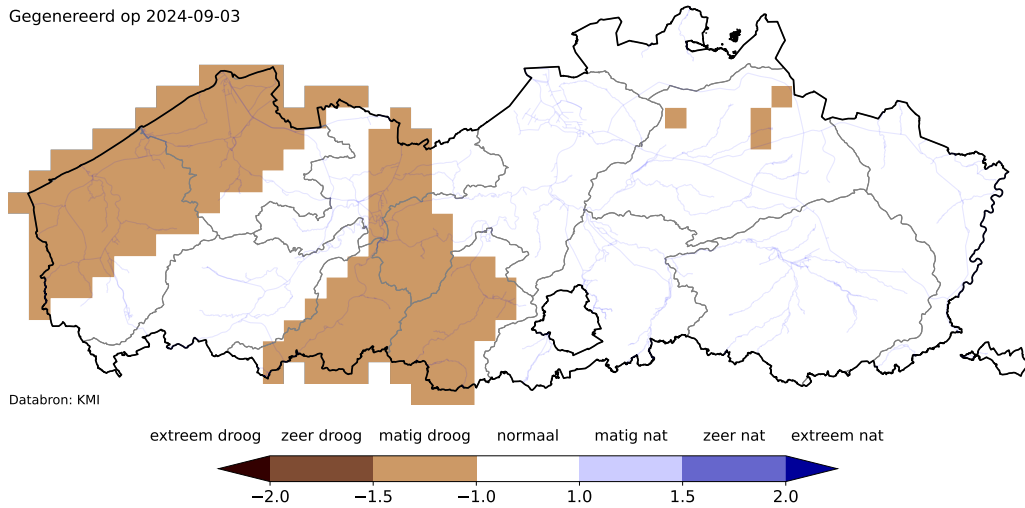 Gegenereerd op 2024-09-03
Databron: KMI
extreem droog zeer droog matig droog normaal matig nat zeer nat extreem nat
−2.0 −1.5 −1.0 1.0 1.5 2.0